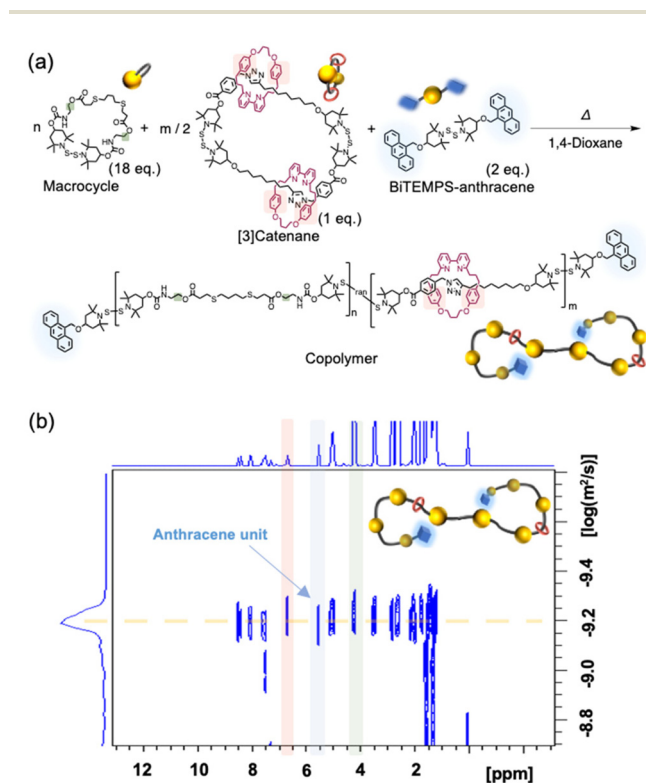 (a)
n
+
m / 2
+
Δ
1,4-Dioxane
(18 eq.)
Macrocycle
[3]Catenane
(1 eq.)
(2 eq.)
BiTEMPS-anthracene
ran
n
m
Copolymer
(b)
Anthracene unit
[log(m²/s)]
-9.4
-9.2
-9.0
-8.8
12 10 8 6 4 2 [ppm]